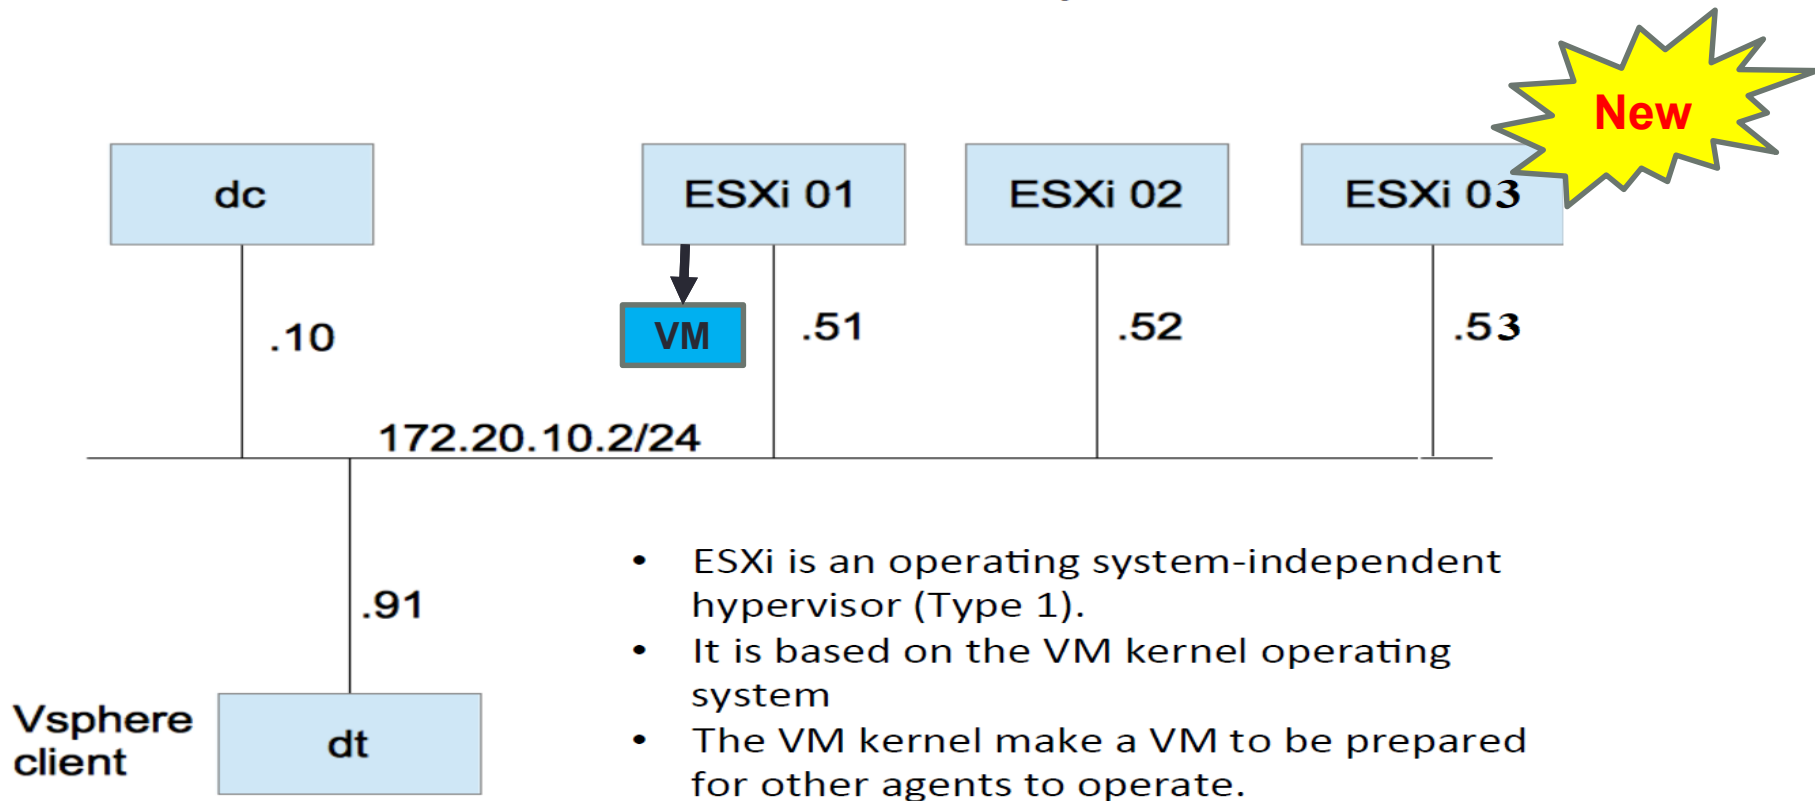 New
dc
ESXi 01
ESXi 02
ESXi 03
.10
VM
.51
.52
.53
172.20.10.2/24
.91
Vsphere
client
dt
• ESXi is an operating system-independent
hypervisor (Type 1).
• It is based on the VM kernel operating
system
• The VM kernel make a VM to be prepared
for other agents to operate.